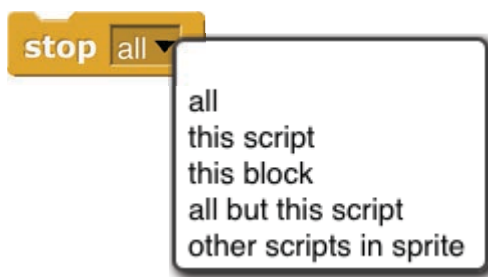 stop all
all
this script
this block
all but this script
other scripts in sprite